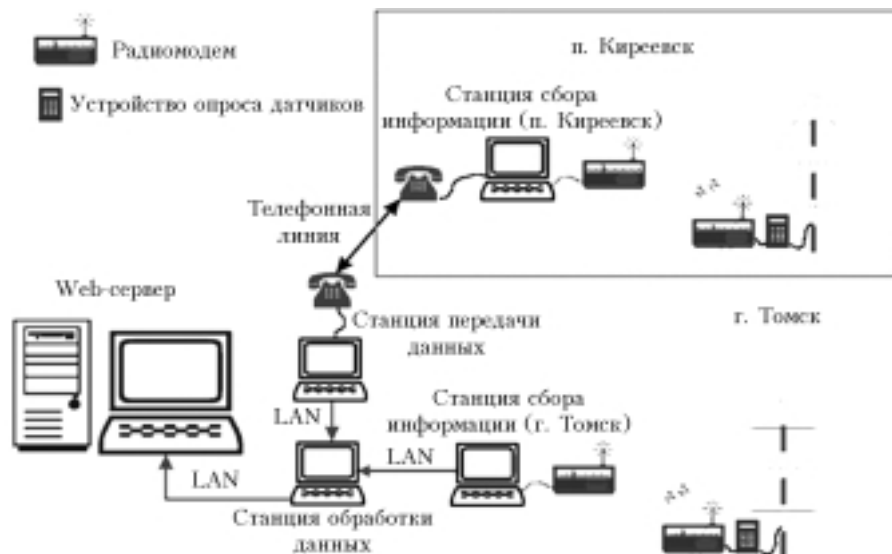 Радиомодем
Устройство опроса датчиков
п. Киреевск
Станция сбора
информации (п. Киреевск)
Телефонная
линия
Web-сервер
Станция передачи
данных
г. Томск
LAN
Станция сбора
информации (г. Томск)
LAN
LAN
Станция обработки
данных